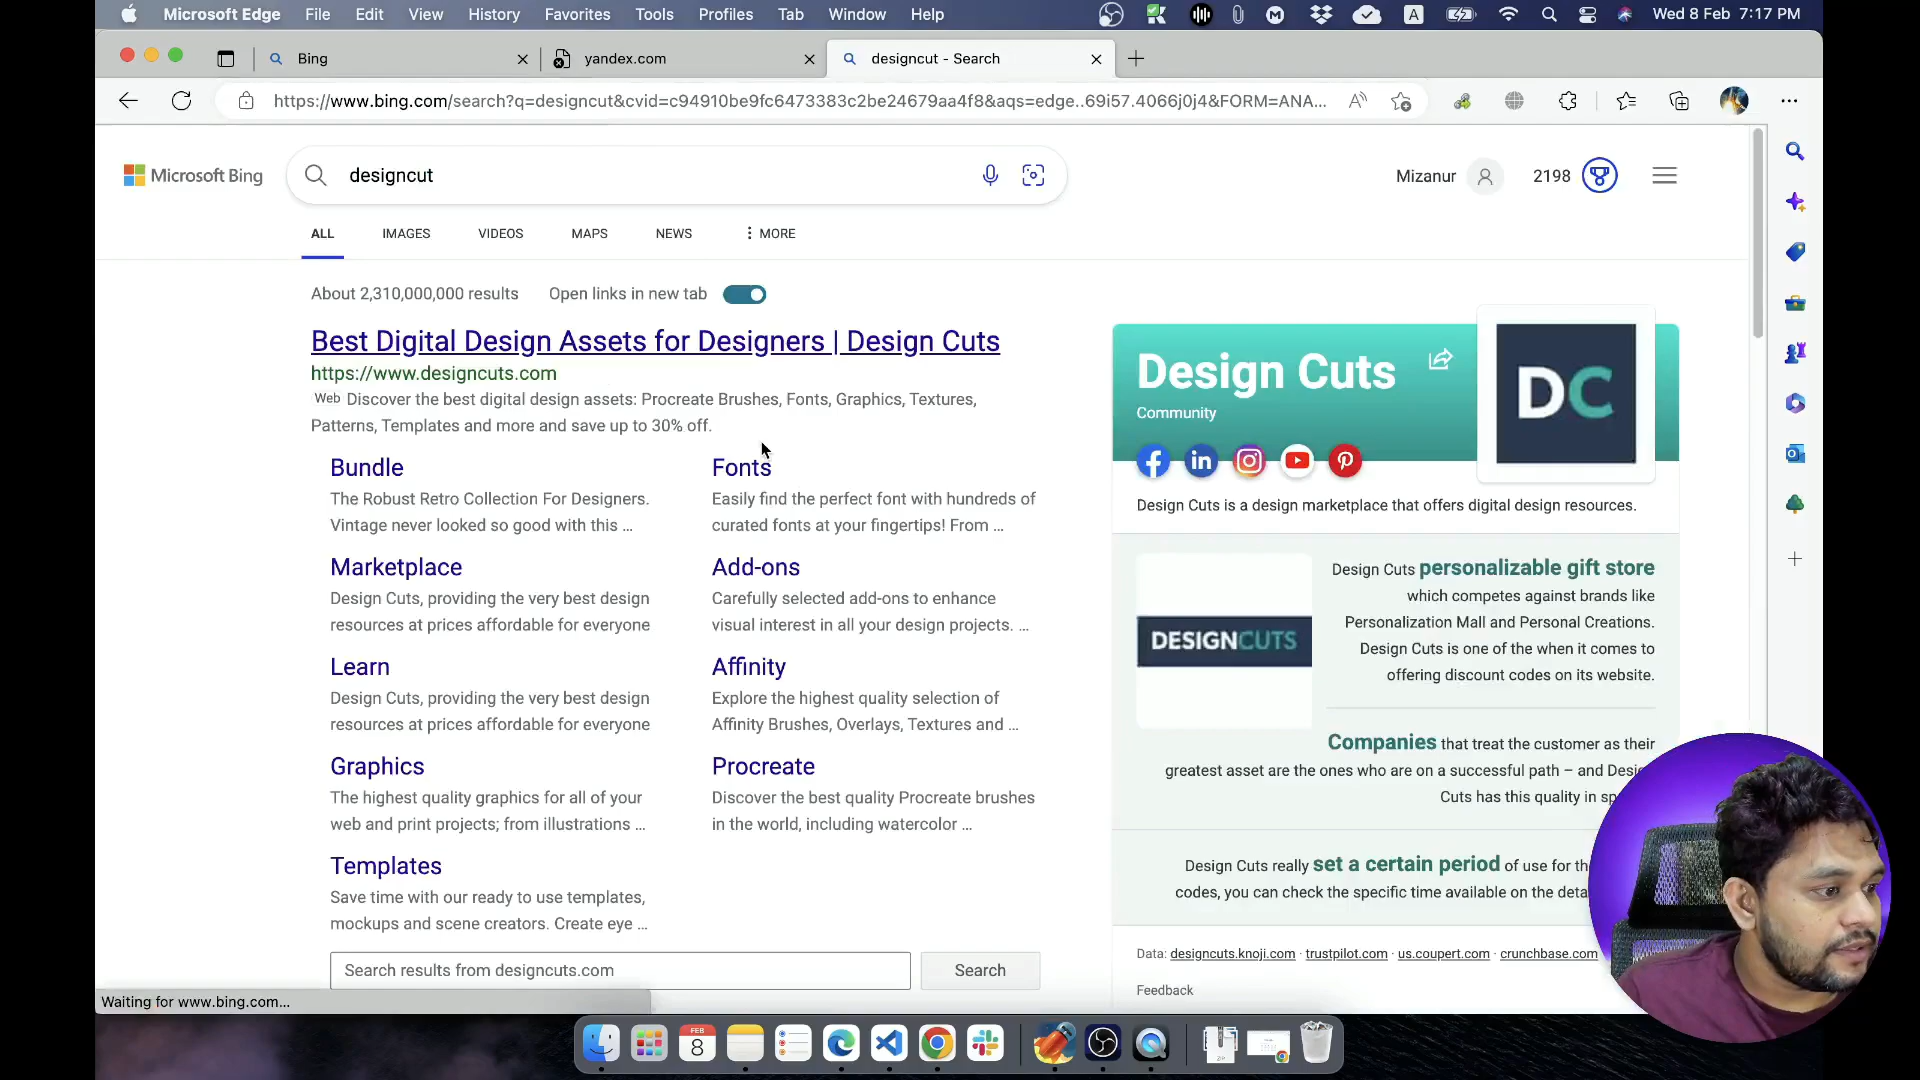 Microsoft Edge File Edit View History Favorites Tools Profiles Tab Window Help Wed 8 Feb 7:17 PM
Bing yandex.com designcut - Search
https://www.bing.com/search?q=designcut&cvid=c94910be9fc6473383c2be24679aa4f8&aqs=edge..69i57.4066j0j4&FORM=ANA...
Microsoft Bing designcut Mizanur 2198
ALL IMAGES VIDEOS MAPS NEWS MORE
About 2,310,000,000 results Open links in new tab
Best Digital Design Assets for Designers | Design Cuts
https://www.designcuts.com
Web Discover the best digital design assets: Procreate Brushes, Fonts, Graphics, Textures,
Patterns, Templates and more and save up to 30% off.
Bundle
The Robust Retro Collection For Designers.
Vintage never looked so good with this ...
Fonts
Easily find the perfect font with hundreds of
curated fonts at your fingertips! From ...
Marketplace
Design Cuts, providing the very best design
resources at prices affordable for everyone
Add-ons
Carefully selected add-ons to enhance
visual interest in all your design projects. ...
Learn
Design Cuts, providing the very best design
resources at prices affordable for everyone
Affinity
Explore the highest quality selection of
Affinity Brushes, Overlays, Textures and ...
Graphics
The highest quality graphics for all of your
web and print projects; from illustrations ...
Procreate
Discover the best quality Procreate brushes
in the world, including watercolor ...
Templates
Save time with our ready to use templates,
mockups and scene creators. Create eye ...
Search results from designcuts.com Search
Design Cuts
Community
DC
Design Cuts is a design marketplace that offers digital design resources.
DESIGNCUTS
Design Cuts personalizable gift store
which competes against brands like
Personalization Mall and Personal Creations.
Design Cuts is one of the when it comes to
offering discount codes on its website.
Companies that treat the customer as their
greatest asset are the ones who are on a successful path – and
Cuts has this quality in
Design Cuts really set a certain period of use for
codes, you can check the specific time available on the
Data: designcuts.knoji.com · trustpilot.com · us.coupert.com · crunchbase.com
Feedback
Waiting for www.bing.com...
FEB
8